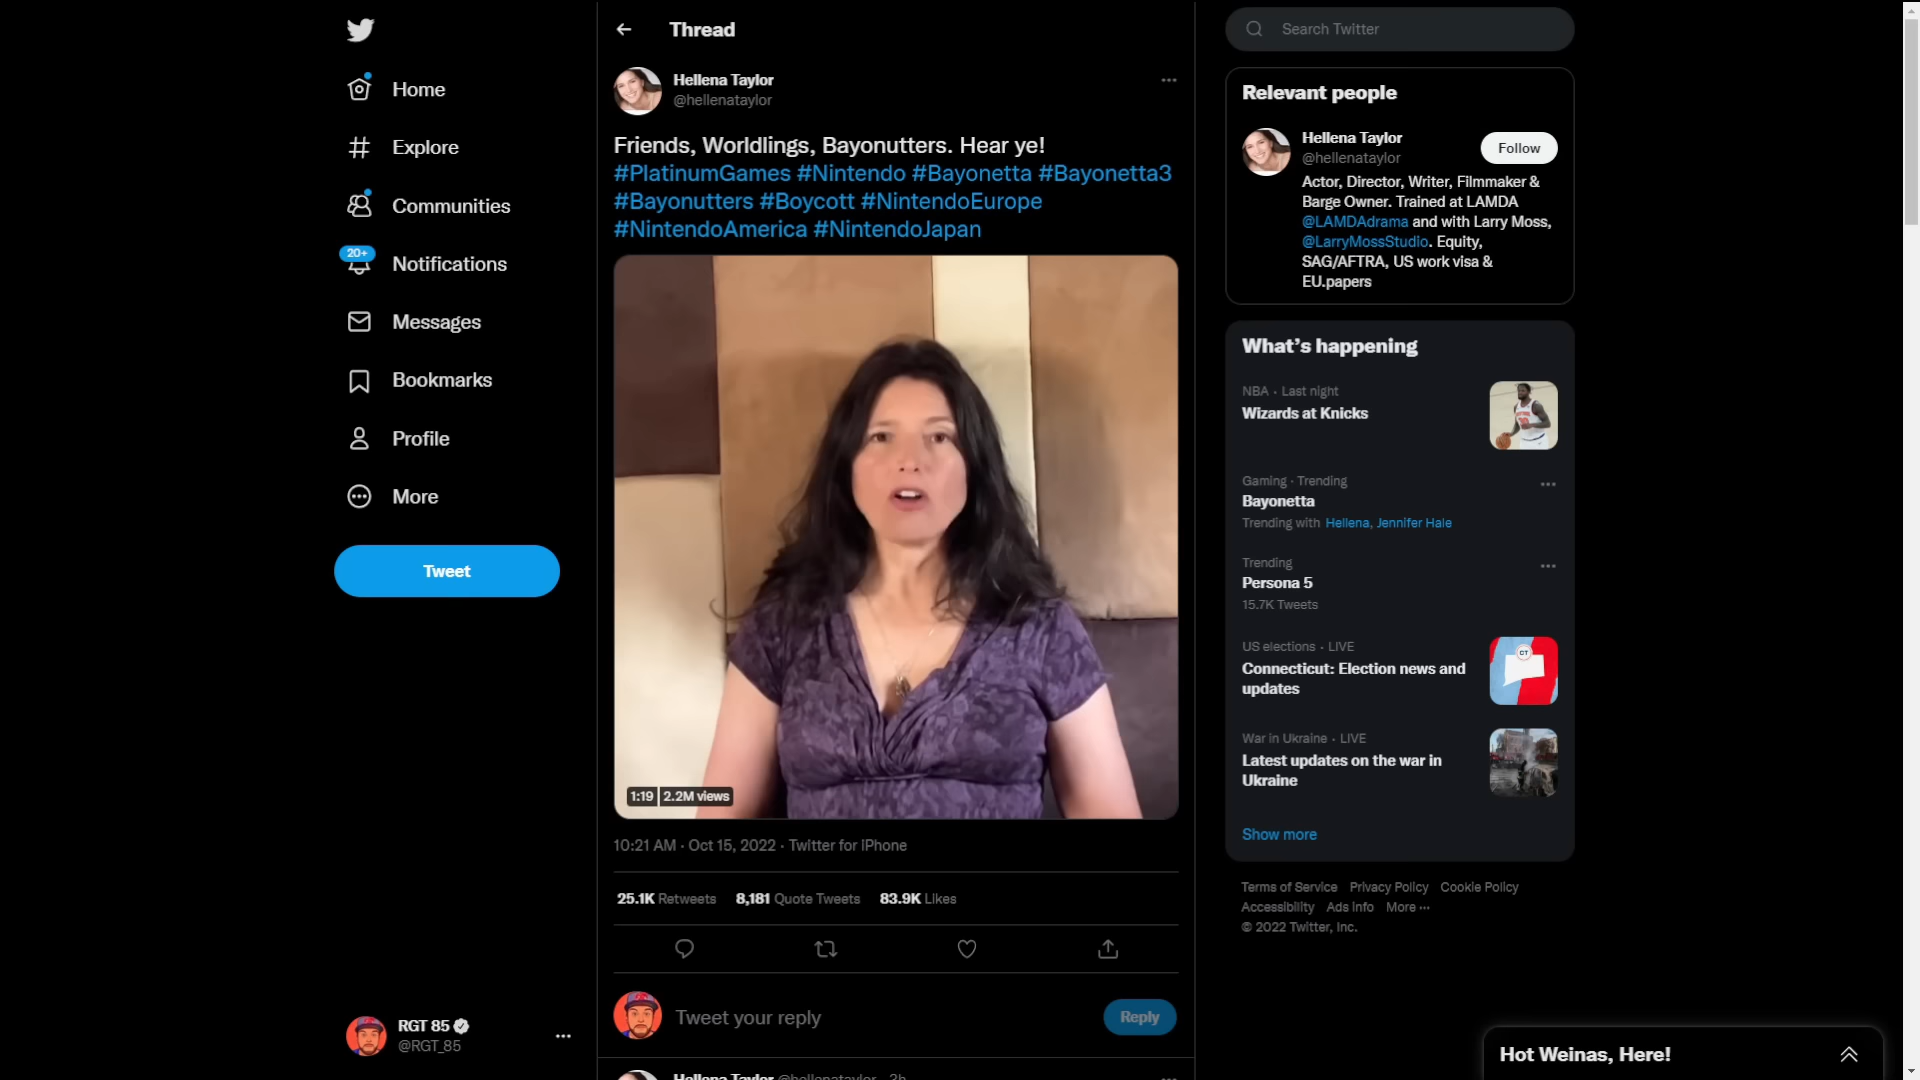 Home
Explore
Communities
20+
Notifications
Messages
Bookmarks
Profile
More
Tweet
RGT 85
@RGT_85
Thread
Hellena Taylor
@hellenataylor
Friends, Worldlings, Bayonutters. Hear ye!
#PlatinumGames #Nintendo #Bayonetta #Bayonetta3
#Bayonutters #Boycott #NintendoEurope
#NintendoAmerica #NintendoJapan
1:19 2.2M views
10:21 AM · Oct 15, 2022 · Twitter for iPhone
25.1K Retweets 8,181 Quote Tweets 83.9K Likes
Tweet your reply
Reply
Hellena Taylor @hellenataylor · 2h
Search Twitter
Relevant people
Hellena Taylor
@hellenataylor
Follow
Actor, Director, Writer, Filmmaker &
Barge Owner. Trained at LAMDA
@LAMDAdrama and with Larry Moss,
@LarryMossStudio. Equity,
SAG/AFTRA, US work visa &
EU.papers
What's happening
NBA · Last night
Wizards at Knicks
Gaming · Trending
Bayonetta
Trending with Hellena, Jennifer Hale
Trending
Persona 5
15.7K Tweets
US elections · LIVE
Connecticut: Election news and
updates
CT
War in Ukraine · LIVE
Latest updates on the war in
Ukraine
Show more
Terms of Service Privacy Policy Cookie Policy
Accessibility Ads info More ···
© 2022 Twitter, Inc.
Hot Weinas, Here!